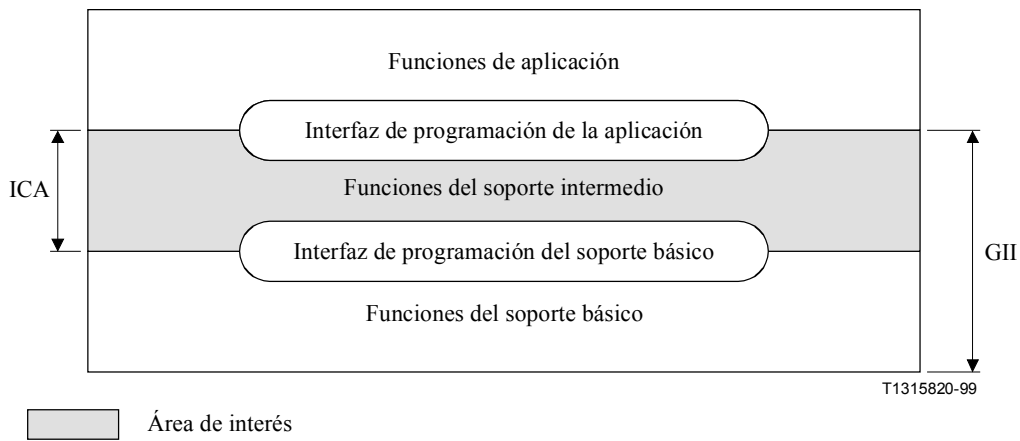 Funciones de aplicación
Interfaz de programación de la aplicación
ICA
Funciones del soporte intermedio
Interfaz de programación del soporte básico
GII
Funciones del soporte básico
T1315820-99
Área de interés